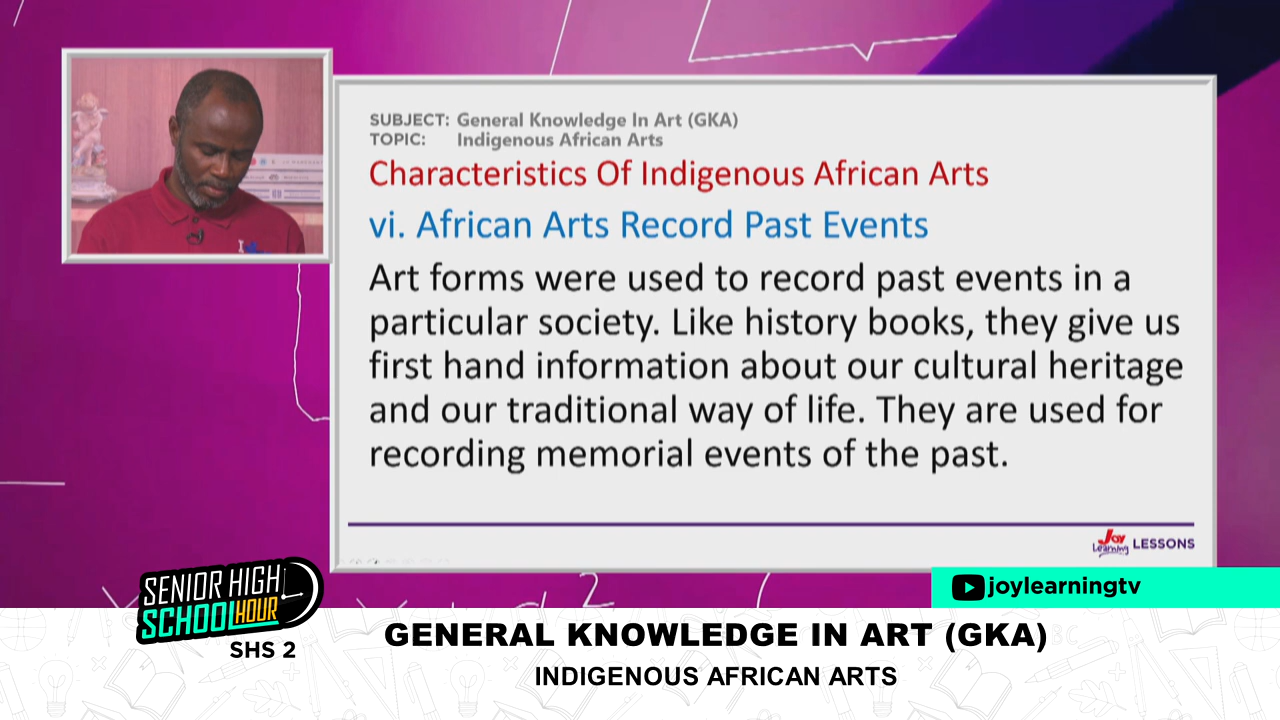 SUBJECT: General Knowledge In Art (GKA)
TOPIC: Indigenous African Arts
Characteristics Of Indigenous African Arts
vi. African Arts Record Past Events
Art forms were used to record past events in a
particular society. Like history books, they give us
first hand information about our cultural heritage
and our traditional way of life. They are used for
recording memorial events of the past.
Joy Learning LESSONS
joylearningtv
SENIOR HIGH
SCHOOL HOUR
SHS 2
GENERAL KNOWLEDGE IN ART (GKA)
INDIGENOUS AFRICAN ARTS